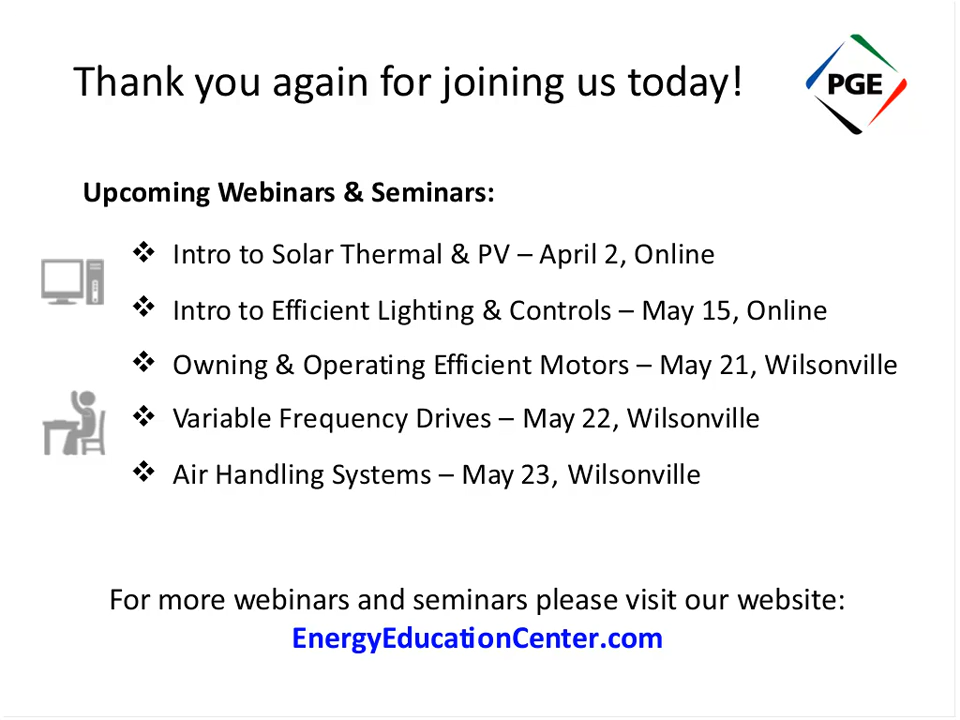 Thank you again for joining us today!
PGE
Upcoming Webinars & Seminars:
❖ Intro to Solar Thermal & PV – April 2, Online
❖ Intro to Efficient Lighting & Controls – May 15, Online
❖ Owning & Operating Efficient Motors – May 21, Wilsonville
❖ Variable Frequency Drives – May 22, Wilsonville
❖ Air Handling Systems – May 23, Wilsonville
For more webinars and seminars please visit our website:
EnergyEducationCenter.com